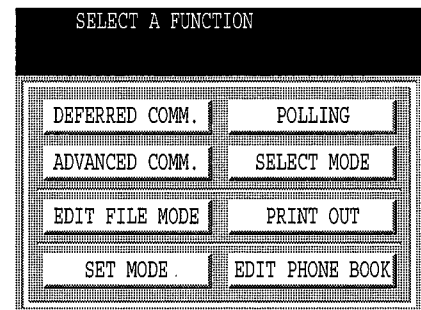 SELECT A FUNCTION
DEFERRED COMM. POLLING
ADVANCED COMM. SELECT MODE
EDIT FILE MODE PRINT OUT
SET MODE EDIT PHONE BOOK